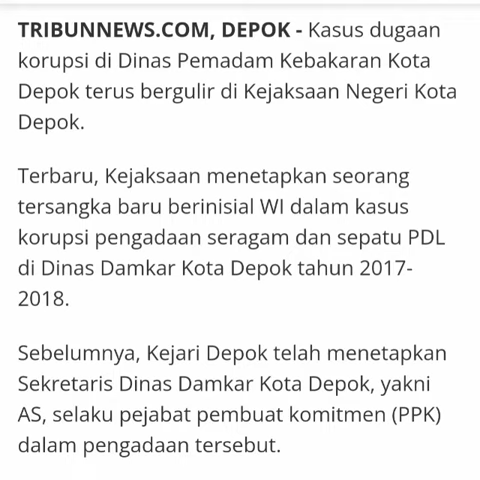 TRIBUNNEWS.COM, DEPOK - Kasus dugaan
korupsi di Dinas Pemadam Kebakaran Kota
Depok terus bergulir di Kejaksaan Negeri Kota
Depok.
Terbaru, Kejaksaan menetapkan seorang
tersangka baru berinisial WI dalam kasus
korupsi pengadaan seragam dan sepatu PDL
di Dinas Damkar Kota Depok tahun 2017-
2018.
Sebelumnya, Kejari Depok telah menetapkan
Sekretaris Dinas Damkar Kota Depok, yakni
AS, selaku pejabat pembuat komitmen (PPK)
dalam pengadaan tersebut.